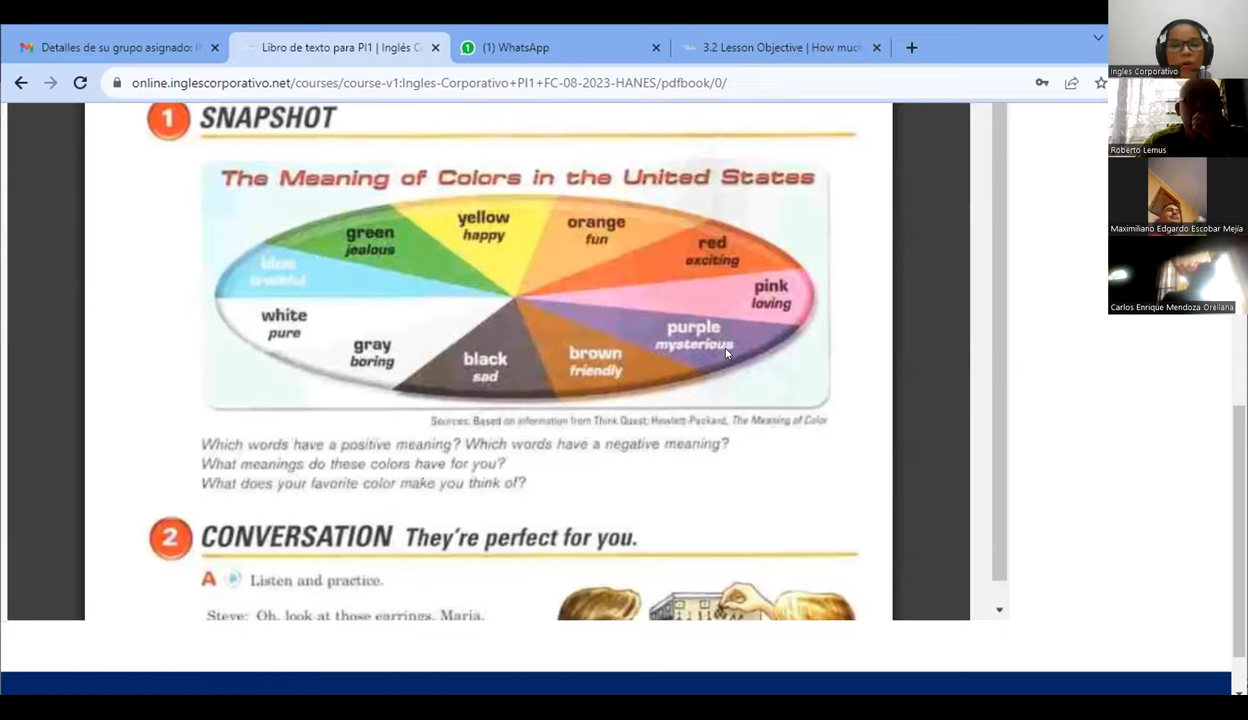 Detalles de su grupo asignado: I
Libro de texto para PI1 | Inglés C
(1) WhatsApp
3.2 Lesson Objective | How much
online.inglescorporativo.net/courses/course-v1:Ingles-Corporativo+PI1+FC-08-2023-HANES/pdfbook/0/
Ingles Corporativo
Roberto Lemus
Maximiliano Edgardo Escobar Mejía
Carlos Enrique Mendoza Orellana
1 SNAPSHOT
The Meaning of Colors in the United States
green
jealous
yellow
happy
orange
fun
red
exciting
blue
pink
loving
white
pure
purple
mysterious
gray
boring
black
sad
brown
friendly
Sources: Based on information from Think Quest; Hewlett-Packard, The Meaning of Color
Which words have a positive meaning? Which words have a negative meaning?
What meanings do these colors have for you?
What does your favorite color make you think of?
2 CONVERSATION They're perfect for you.
A Listen and practice.
Steve: Oh, look at those earrings, Maria.